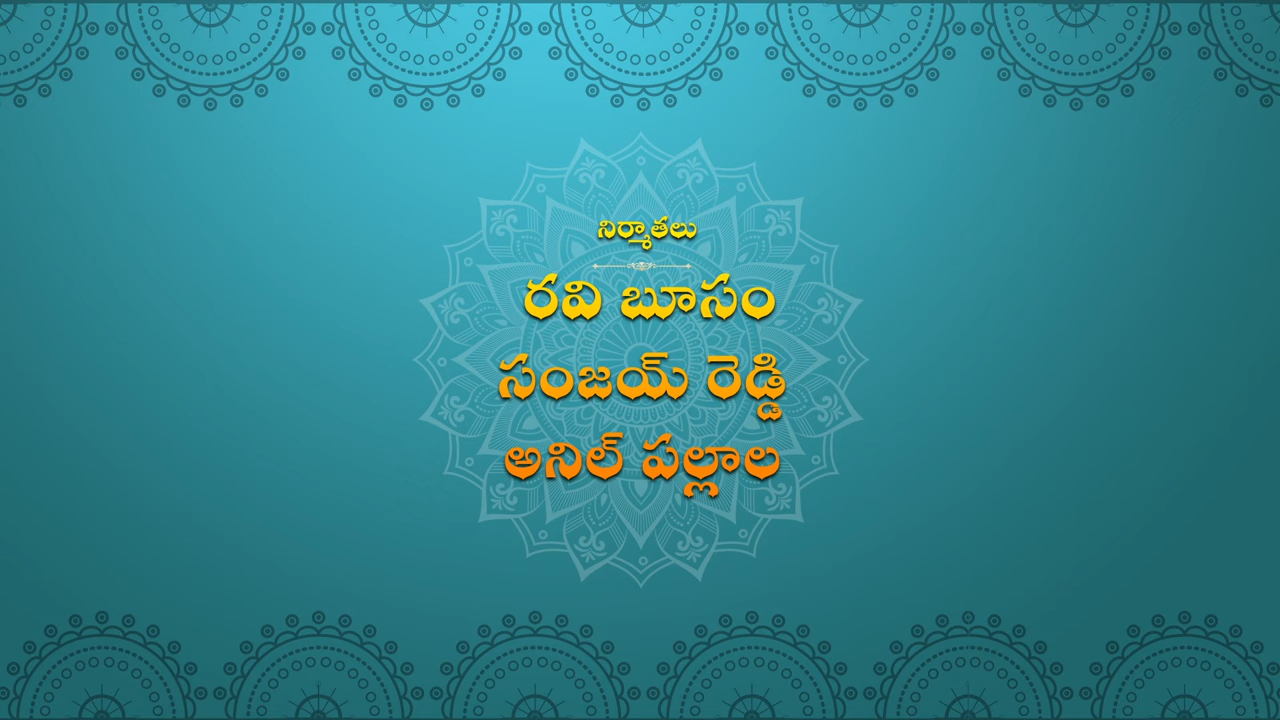 నిర్మాతలు
రవి బూసం
సంజయ్ రెడ్డి
అనిల్ పల్లాల